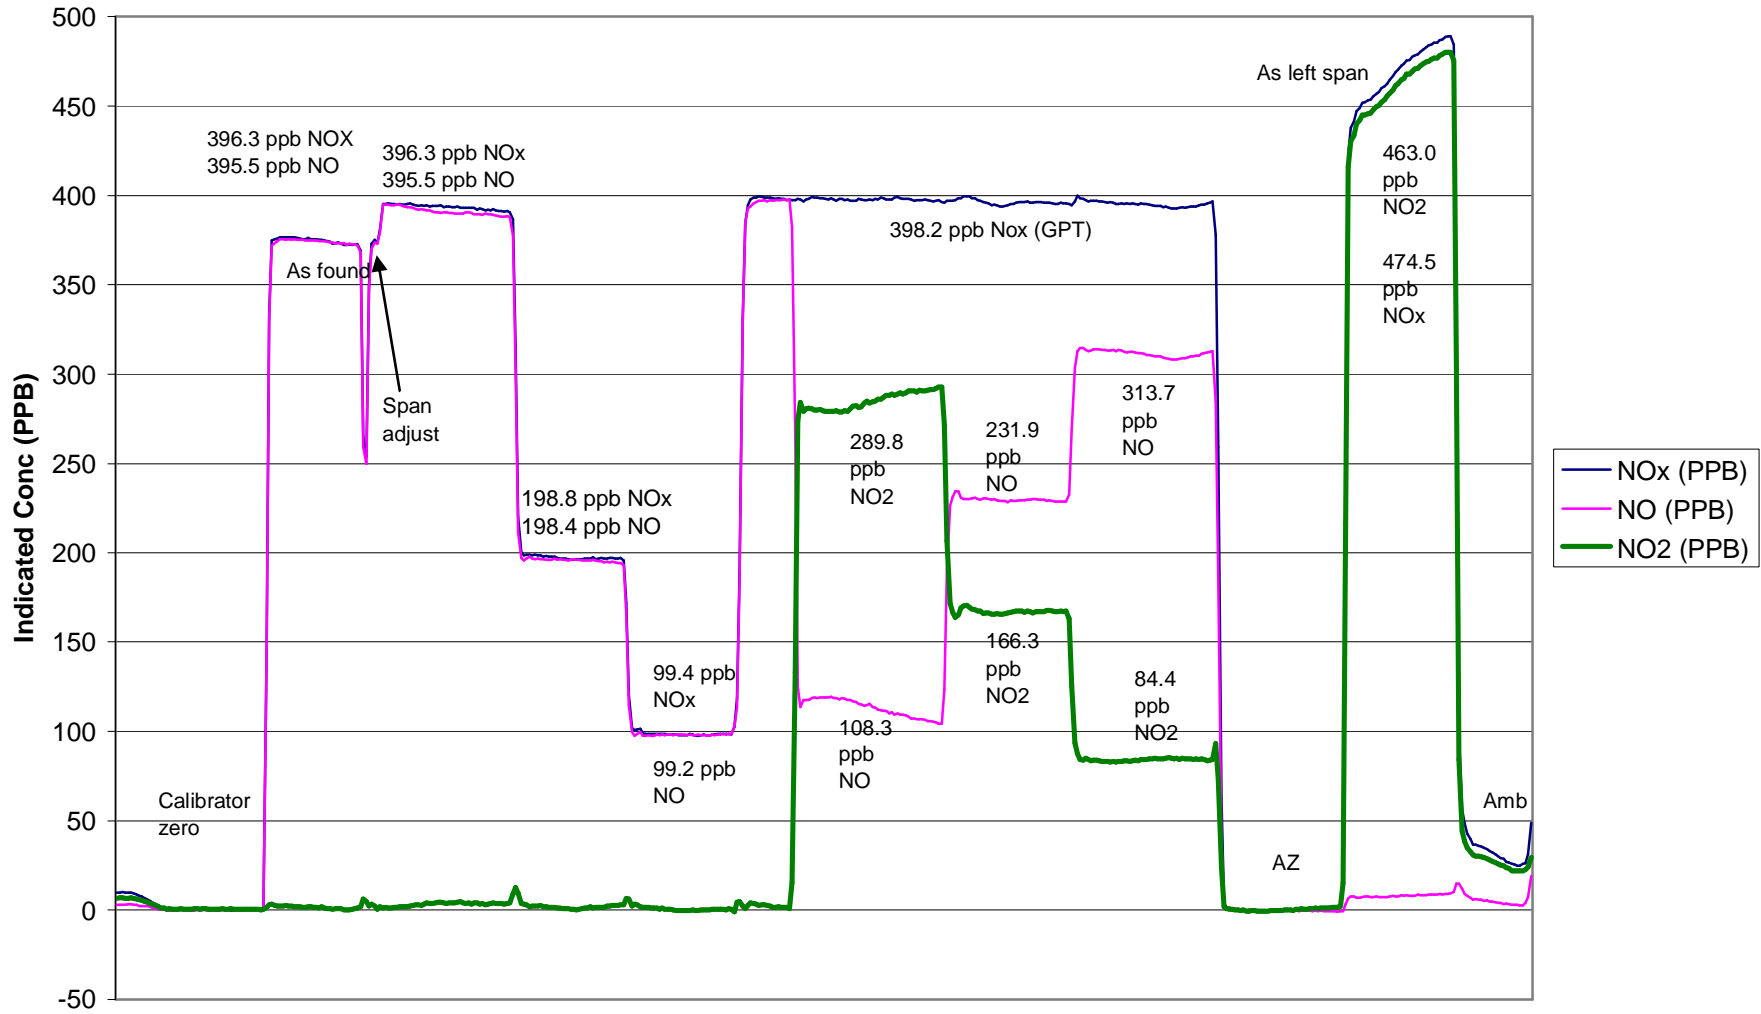 500
450
400
350
300
250
200
150
100
50
0
-50
Indicated Conc (PPB)
396.3 ppb NOX
395.5 ppb NO
396.3 ppb NOx
395.5 ppb NO
As found
Span
adjust
198.8 ppb NOx
198.4 ppb NO
99.4 ppb
NOx
99.2 ppb
NO
Calibrator
zero
398.2 ppb Nox (GPT)
289.8
ppb
NO2
108.3
ppb
NO
231.9
ppb
NO
166.3
ppb
NO2
313.7
ppb
NO
84.4
ppb
NO2
AZ
As left span
463.0
ppb
NO2
474.5
ppb
NOx
Amb
NOx (PPB)
NO (PPB)
NO2 (PPB)